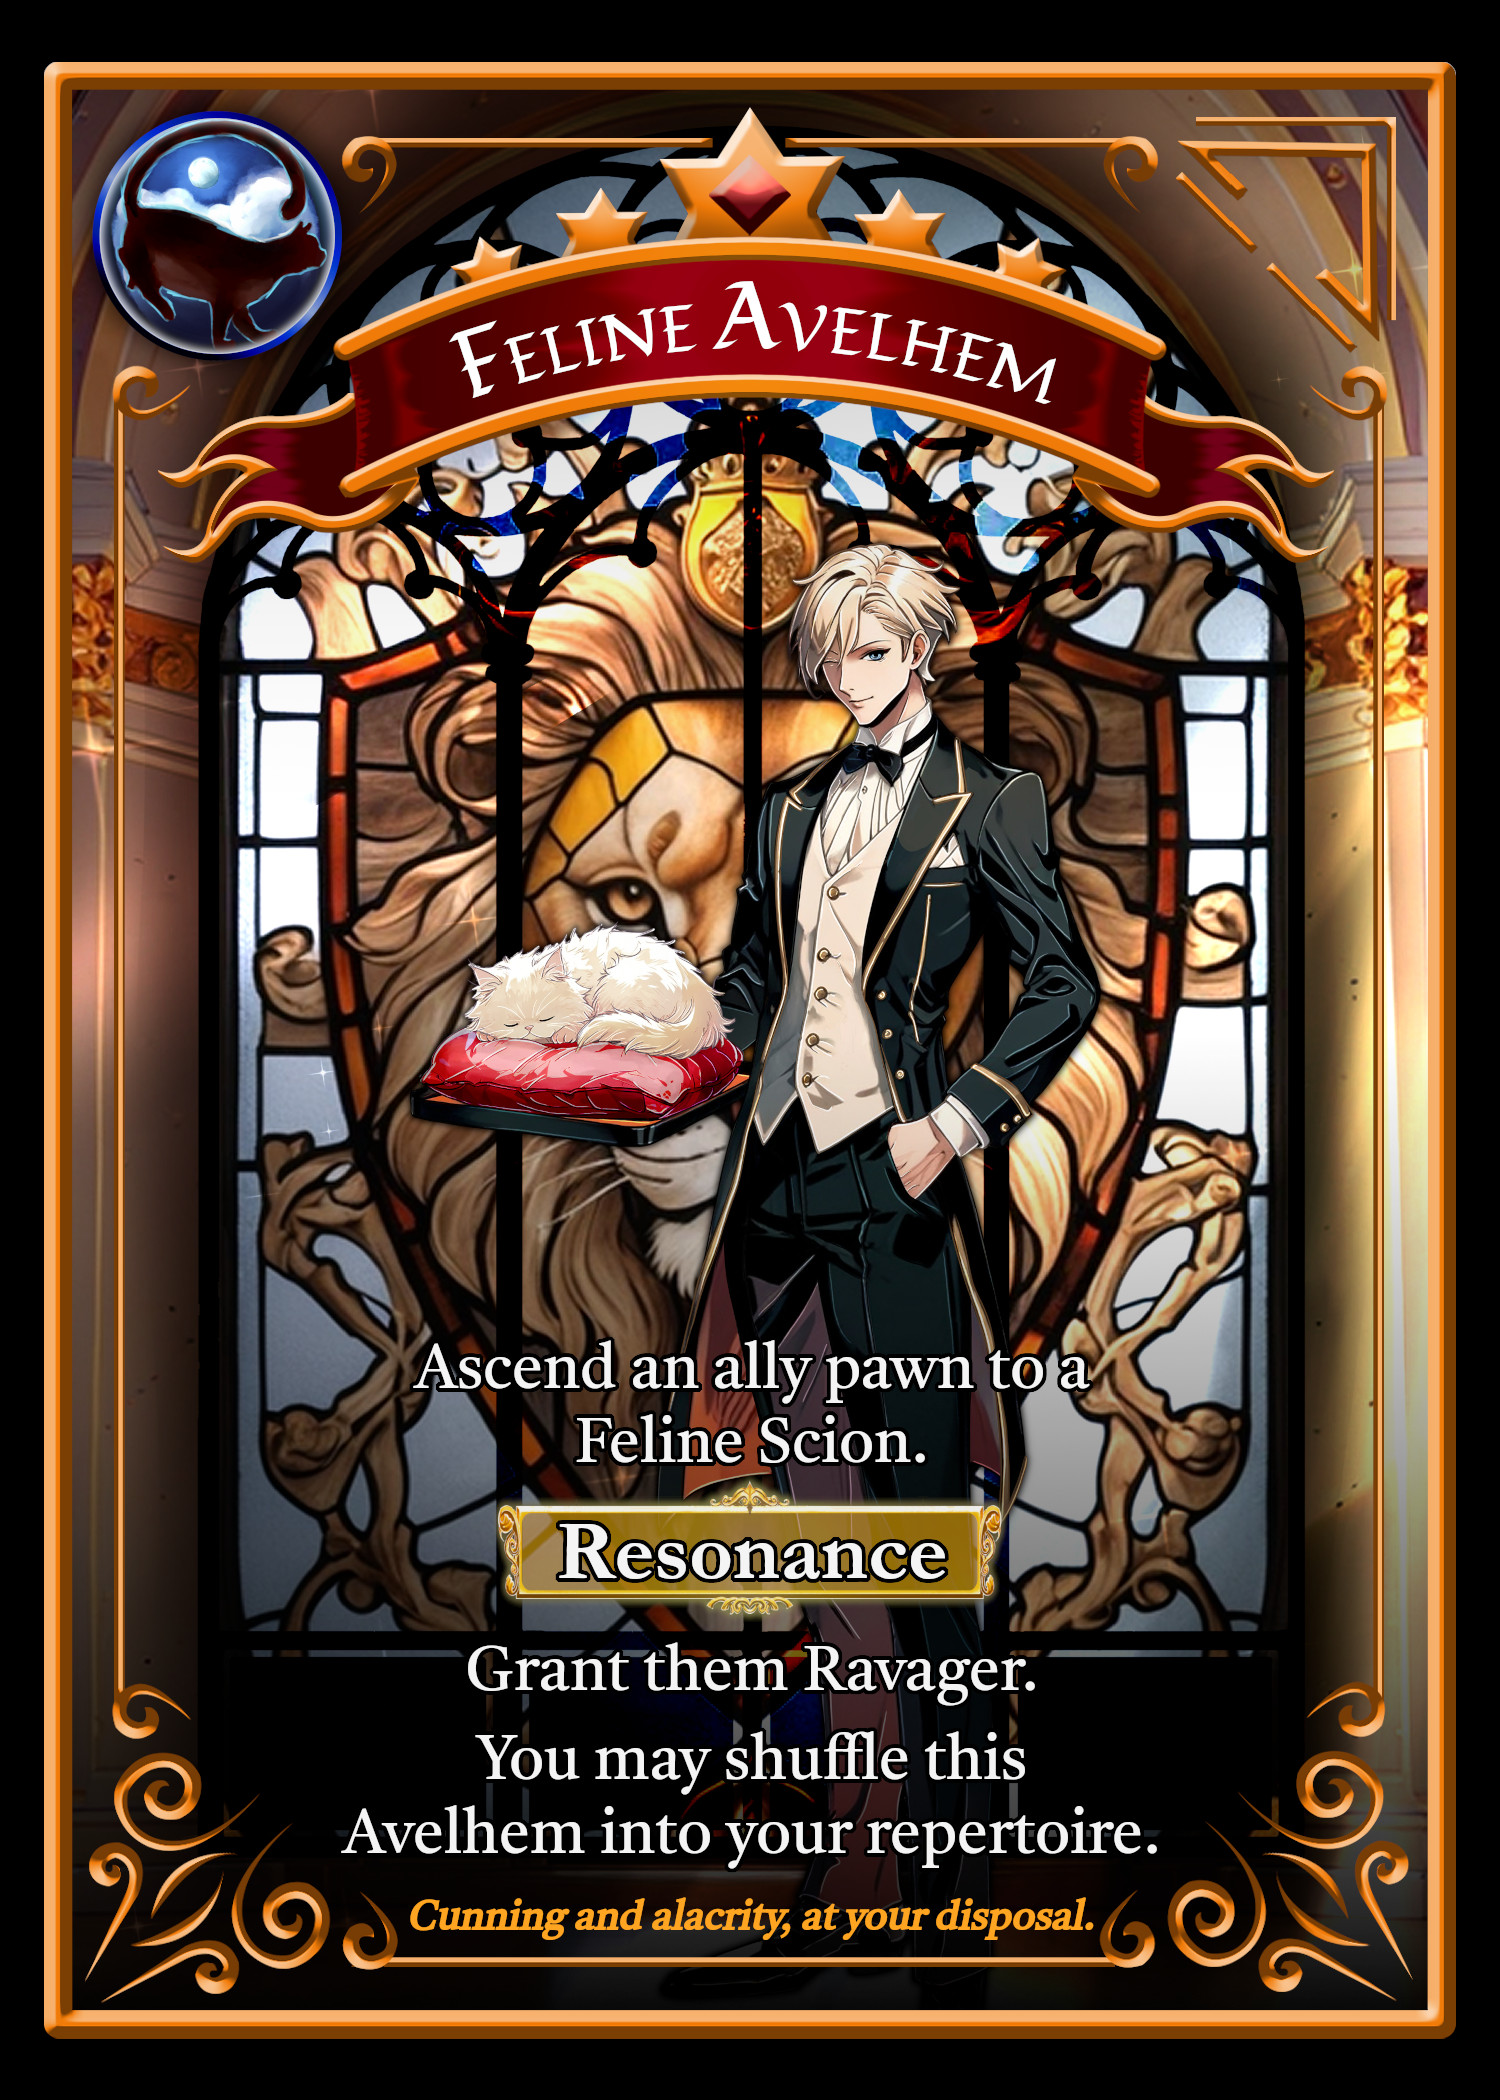 Feline Avelhem
Ascend an ally pawn to a
Feline Scion.
Resonance
Grant them Ravager.
You may shuffle this
Avelhem into your repertoire.
Cunning and alacrity, at your disposal.